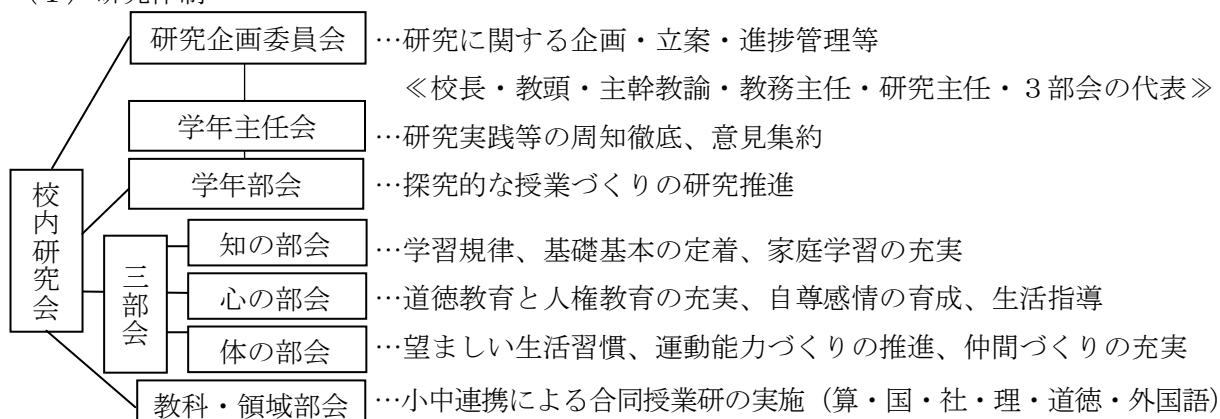 研究企画委員会 …研究に関する企画・立案・進捗管理等
≪校長・教頭・主幹教諭・教務主任・研究主任・３部会の代表≫
学年主任会 …研究実践等の周知徹底、意見集約
学年部会 …探究的な授業づくりの研究推進
校内研究会
三部会
知の部会 …学習規律、基礎基本の定着、家庭学習の充実
心の部会 …道徳教育と人権教育の充実、自尊感情の育成、生活指導
体の部会 …望ましい生活習慣、運動能力づくりの推進、仲間づくりの充実
教科・領域部会 …小中連携による合同授業研の実施（算・国・社・理・道徳・外国語）